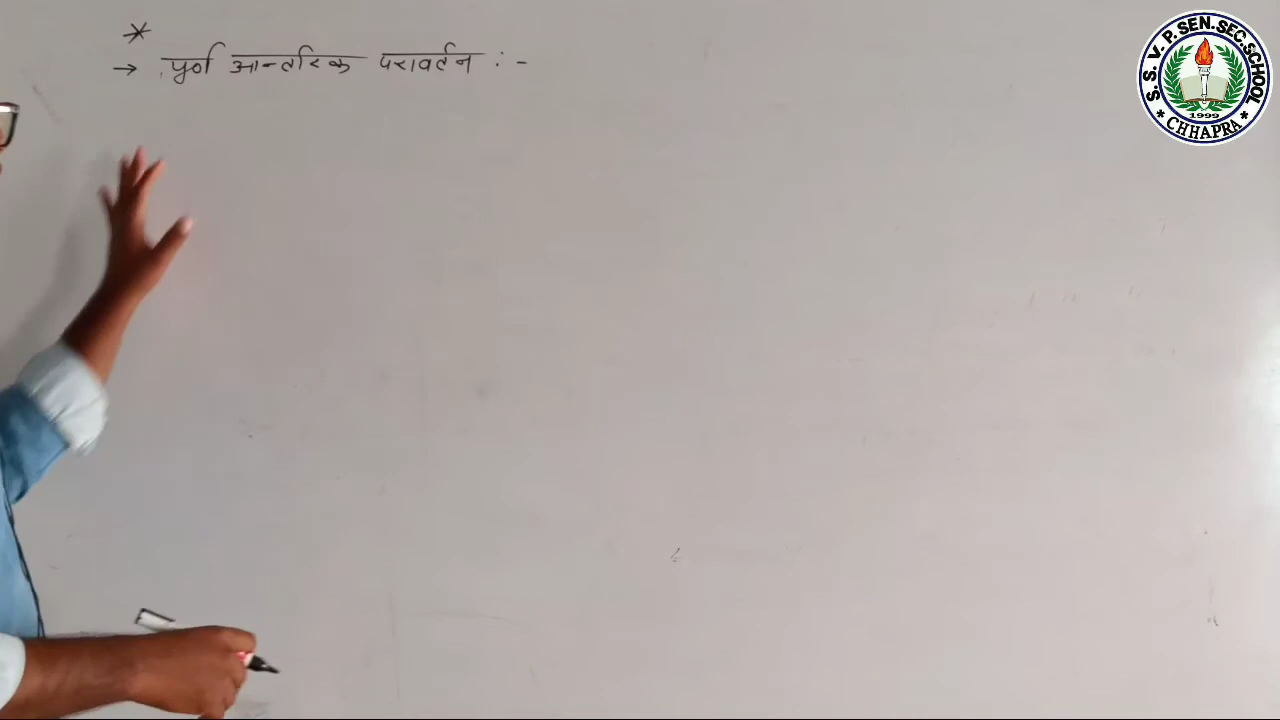 *
→ पूर्ण आन्तरिक परावर्तन :-
S. S. V. P. SEN. SEC. SCHOOL
1999
* CHHAPRA *